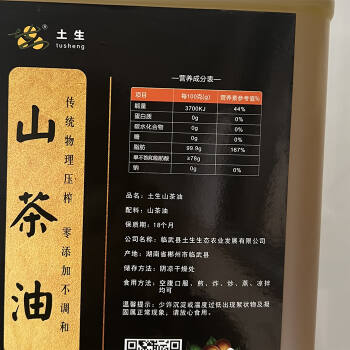 土生
tusheng
山茶油
传统物理压榨 零添加不调和
营养成分表
项目 每100克(g) 营养素参考值%
能量 3700KJ 44%
蛋白质 0g 0%
碳水化合物 0g 0%
糖 0g 0%
脂肪 99.9g 167%
单不饱和脂肪酸 ≥78g
钠 0g 0%
品名：土生山茶油
配料：山茶油
保质期：18个月
公司名称：临武县土生生态农业发展有限公司
产地：湖南省郴州市临武县
储存方法：阴凉干燥处
食用方法：空腹口服、煎、炸、炒、蒸、凉拌
均可
温馨提示：少许沉淀或温度过低出现絮状物及凝
固属正常现象，请放心食用。